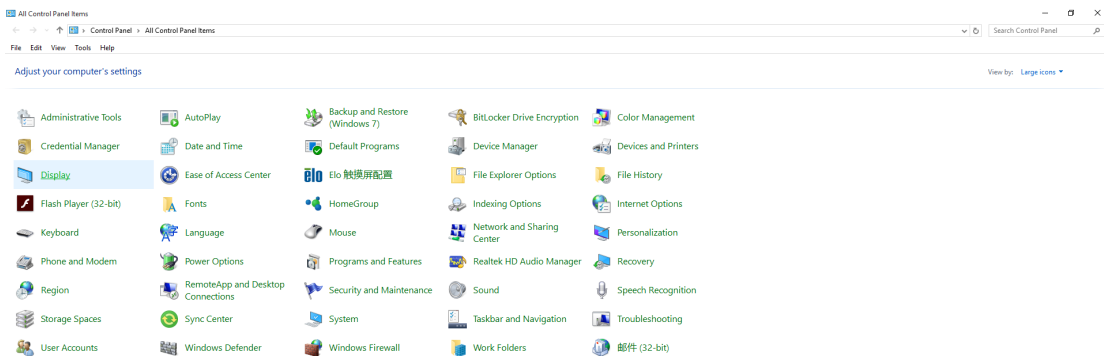 All Control Panel Items
Control Panel › All Control Panel Items
Search Control Panel
File Edit View Tools Help
Adjust your computer's settings
View by: Large icons
Administrative Tools
AutoPlay
Backup and Restore
(Windows 7)
BitLocker Drive Encryption
Color Management
Credential Manager
Date and Time
Default Programs
Device Manager
Devices and Printers
Display
Ease of Access Center
elo
Elo 触摸屏配置
File Explorer Options
File History
Flash Player (32-bit)
Fonts
HomeGroup
Indexing Options
Internet Options
Keyboard
Language
Mouse
Network and Sharing
Center
Personalization
Phone and Modem
Power Options
Programs and Features
Realtek HD Audio Manager
Recovery
Region
RemoteApp and Desktop
Connections
Security and Maintenance
Sound
Speech Recognition
Storage Spaces
Sync Center
System
Taskbar and Navigation
Troubleshooting
User Accounts
Windows Defender
Windows Firewall
Work Folders
邮件 (32-bit)